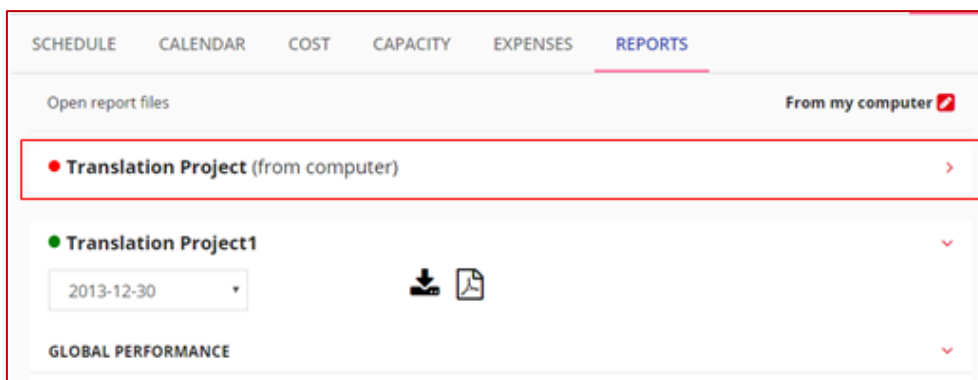 SCHEDULE CALENDAR COST CAPACITY EXPENSES REPORTS
Open report files From my computer
Translation Project (from computer)
Translation Project1
2013-12-30
GLOBAL PERFORMANCE